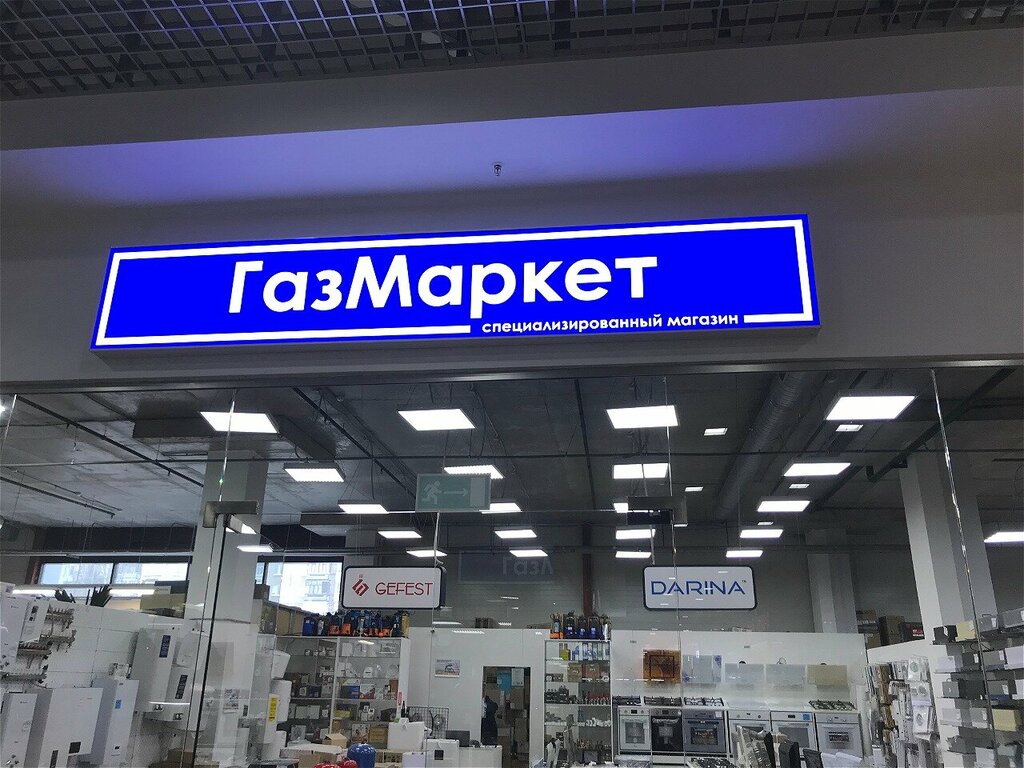 ГазМаркет
специализированный магазин
GEFEST
DARINA